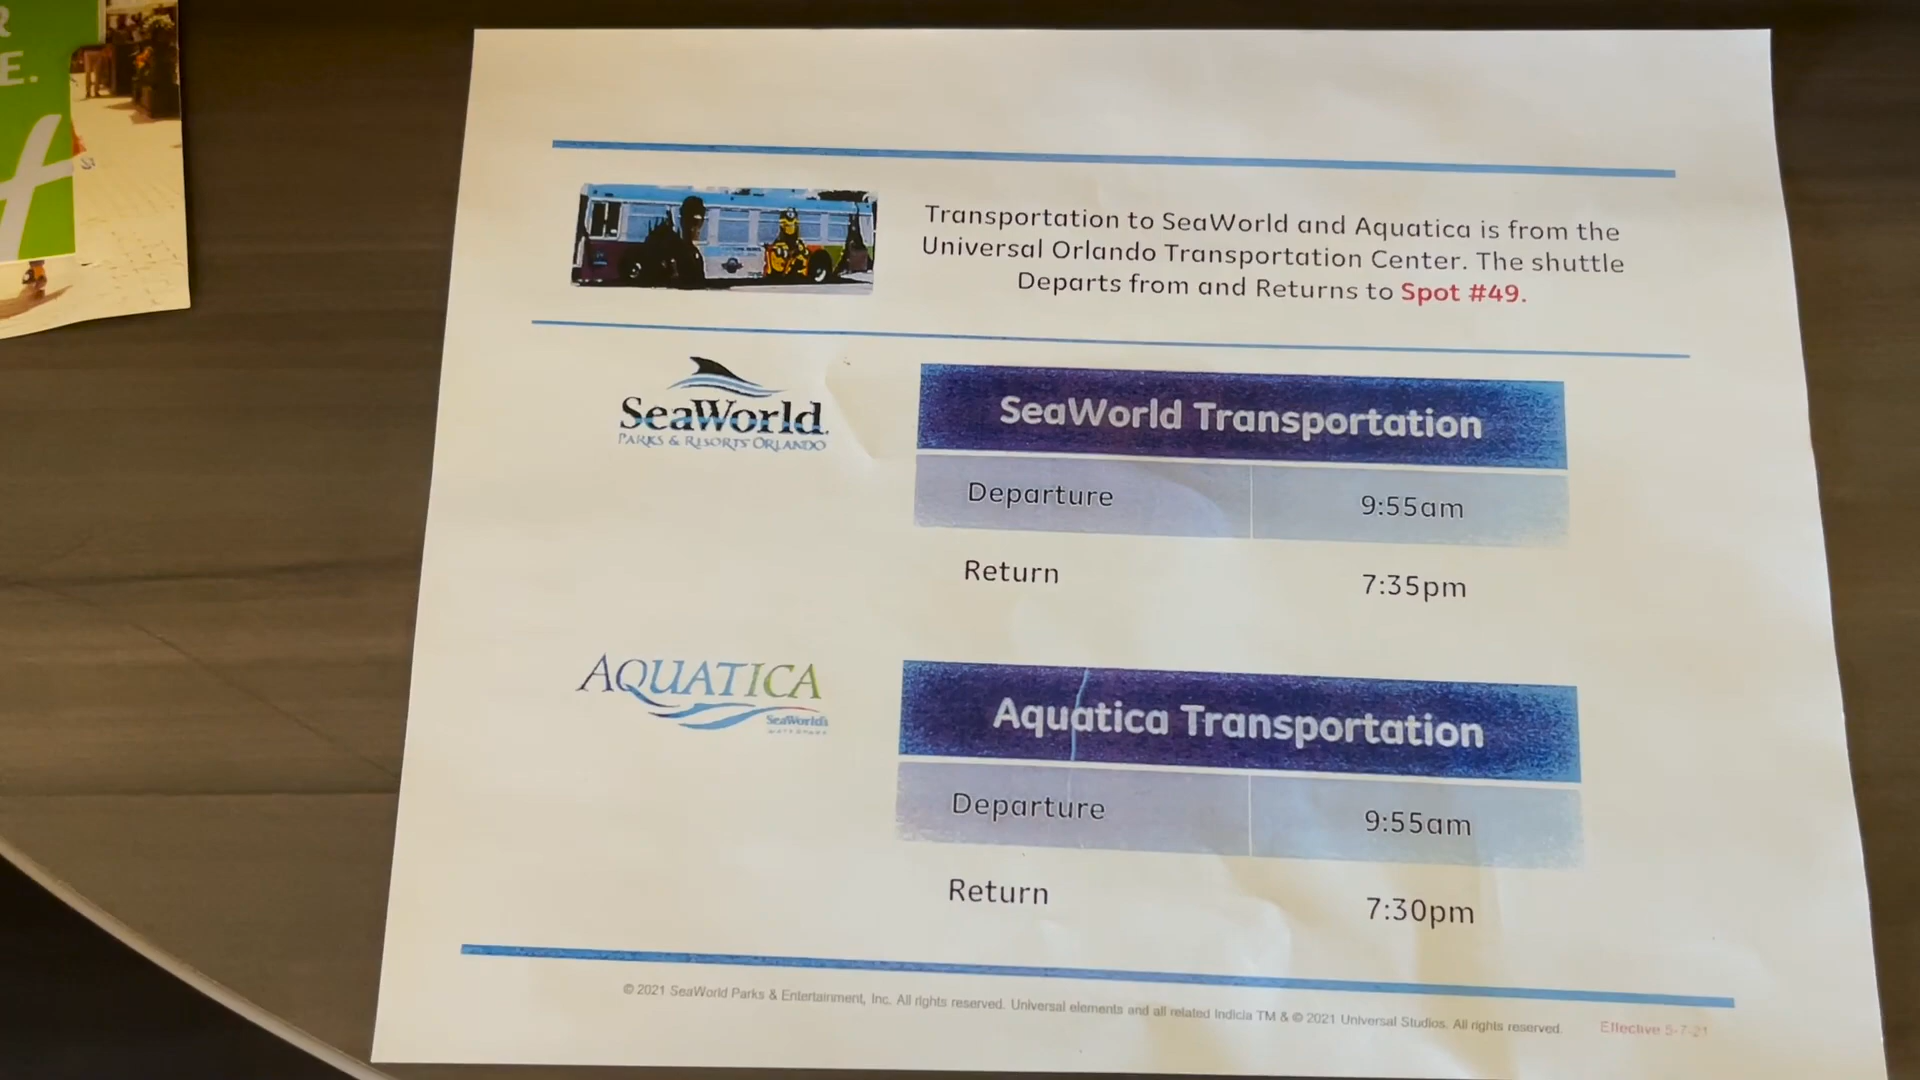 R
E.
Transportation to SeaWorld and Aquatica is from the
Universal Orlando Transportation Center. The shuttle
Departs from and Returns to Spot #49.
SeaWorld
PARKS & RESORTS ORLANDO
SeaWorld Transportation
Departure 9:55am
Return 7:35pm
AQUATICA
SeaWorld's
WATERPARK
Aquatica Transportation
Departure 9:55am
Return 7:30pm
© 2021 SeaWorld Parks & Entertainment, Inc. All rights reserved. Universal elements and all related Indicia TM & © 2021 Universal Studios. All rights reserved.
Effective 5-7-21